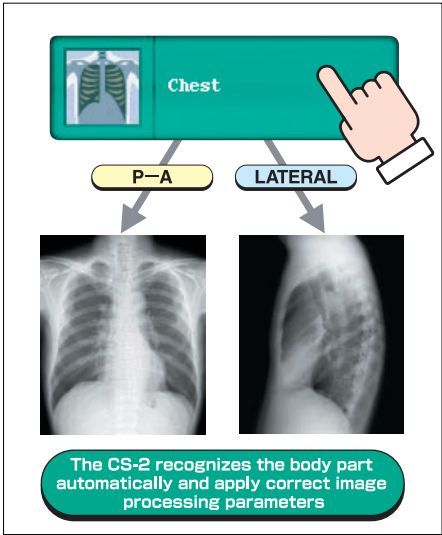 Chest
P–A
LATERAL
The CS-2 recognizes the body part
automatically and apply correct image
processing parameters